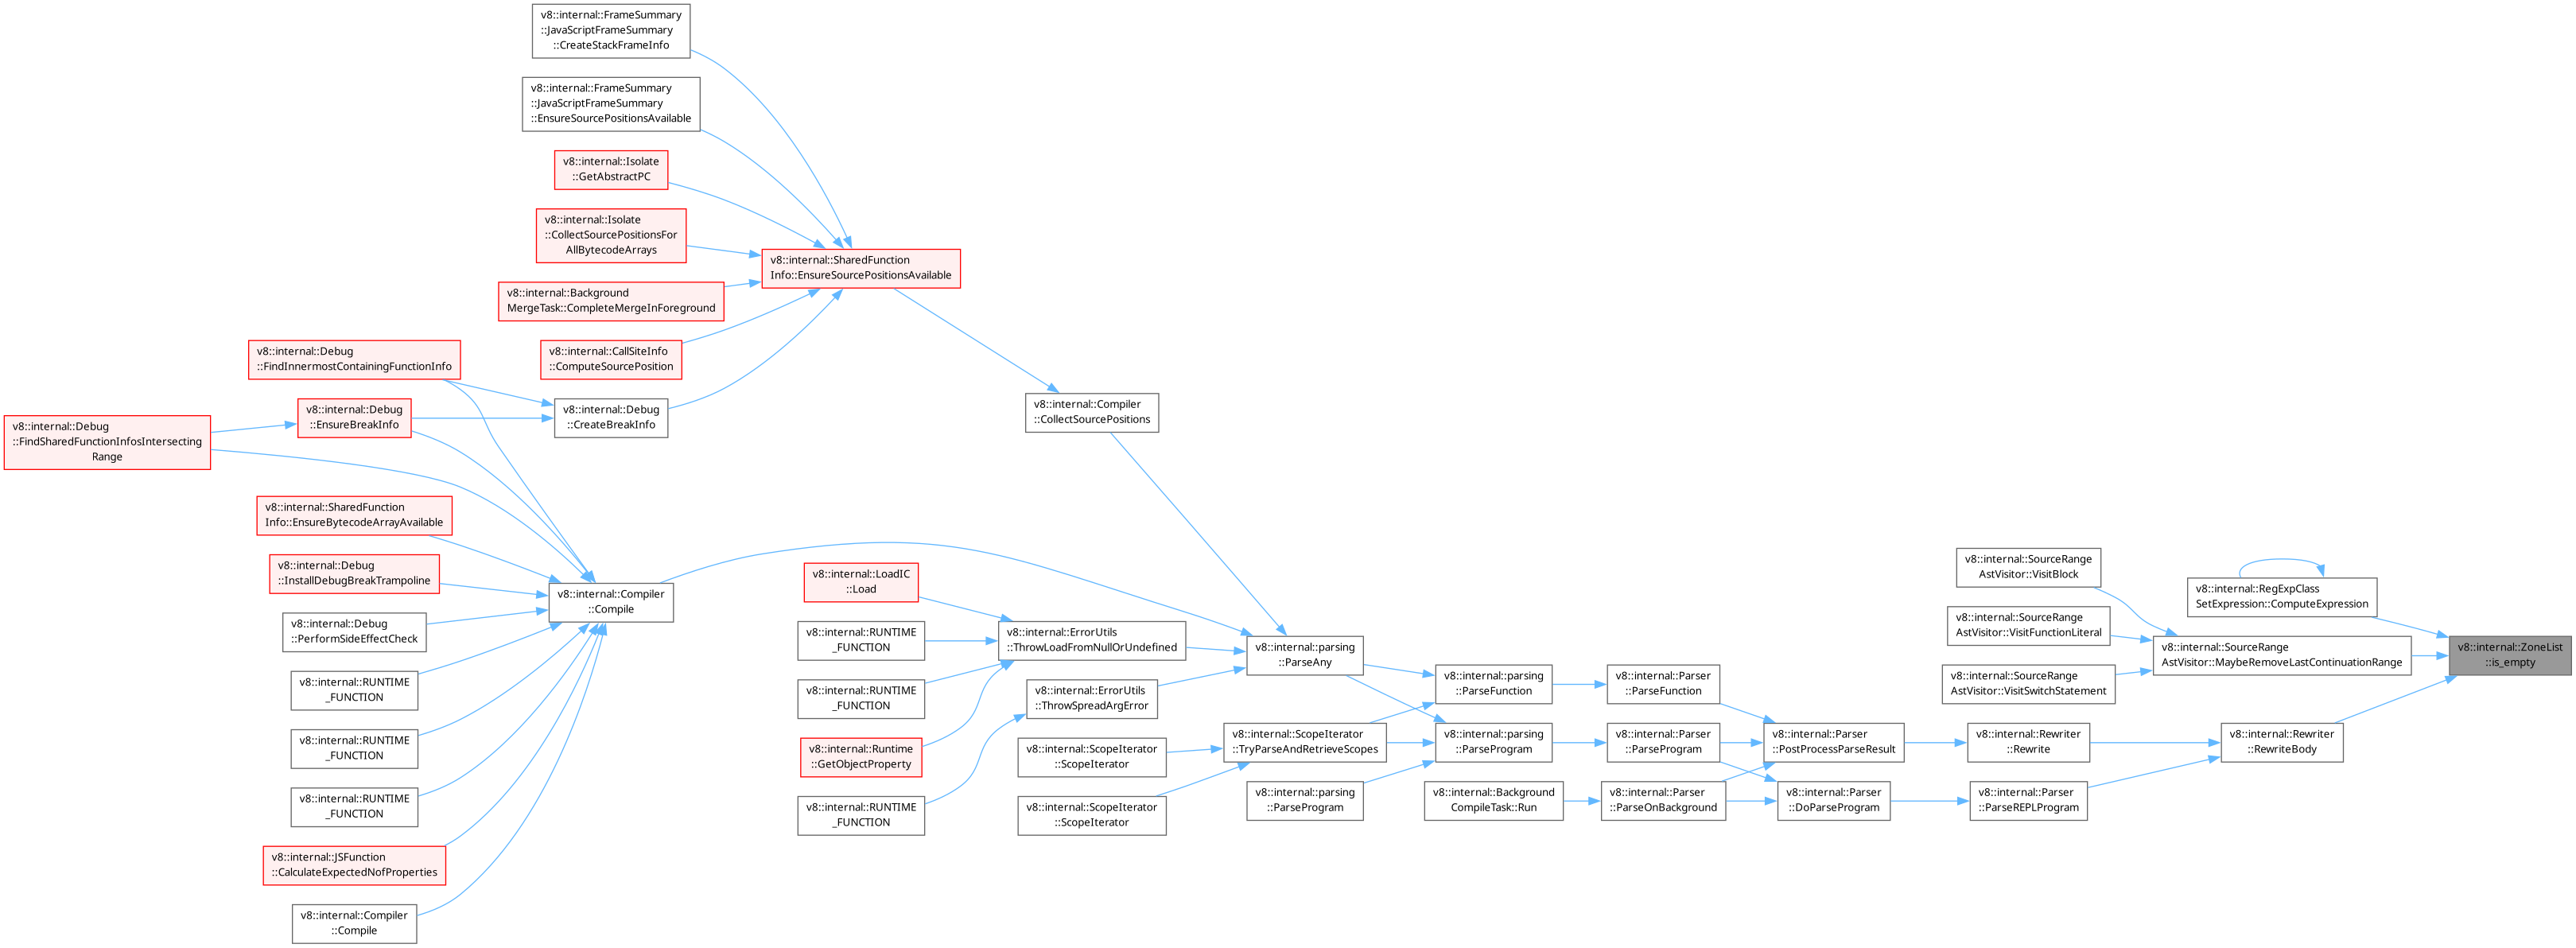 v8::internal::FrameSummary
::JavaScriptFrameSummary
::CreateStackFrameInfo
v8::internal::FrameSummary
::JavaScriptFrameSummary
::EnsureSourcePositionsAvailable
v8::internal::Isolate
::GetAbstractPC
v8::internal::Isolate
::CollectSourcePositionsFor
AllBytecodeArrays
v8::internal::SharedFunction
Info::EnsureSourcePositionsAvailable
v8::internal::Background
MergeTask::CompleteMergeInForeground
v8::internal::CallSiteInfo
::ComputeSourcePosition
v8::internal::Debug
::FindInnermostContainingFunctionInfo
v8::internal::Debug
::EnsureBreakInfo
v8::internal::Debug
::CreateBreakInfo
v8::internal::Debug
::FindSharedFunctionInfosIntersecting
Range
v8::internal::Compiler
::CollectSourcePositions
v8::internal::SharedFunction
Info::EnsureBytecodeArrayAvailable
v8::internal::Debug
::InstallDebugBreakTrampoline
v8::internal::Debug
::PerformSideEffectCheck
v8::internal::RUNTIME
_FUNCTION
v8::internal::RUNTIME
_FUNCTION
v8::internal::RUNTIME
_FUNCTION
v8::internal::JSFunction
::CalculateExpectedNofProperties
v8::internal::Compiler
::Compile
v8::internal::Compiler
::Compile
v8::internal::LoadIC
::Load
v8::internal::RUNTIME
_FUNCTION
v8::internal::RUNTIME
_FUNCTION
v8::internal::Runtime
::GetObjectProperty
v8::internal::RUNTIME
_FUNCTION
v8::internal::ErrorUtils
::ThrowLoadFromNullOrUndefined
v8::internal::ErrorUtils
::ThrowSpreadArgError
v8::internal::ScopeIterator
::ScopeIterator
v8::internal::ScopeIterator
::ScopeIterator
v8::internal::parsing
::ParseAny
v8::internal::ScopeIterator
::TryParseAndRetrieveScopes
v8::internal::parsing
::ParseProgram
v8::internal::parsing
::ParseFunction
v8::internal::parsing
::ParseProgram
v8::internal::Background
CompileTask::Run
v8::internal::Parser
::ParseFunction
v8::internal::Parser
::ParseProgram
v8::internal::Parser
::ParseOnBackground
v8::internal::Parser
::PostProcessParseResult
v8::internal::Parser
::DoParseProgram
v8::internal::SourceRange
AstVisitor::VisitBlock
v8::internal::SourceRange
AstVisitor::VisitFunctionLiteral
v8::internal::SourceRange
AstVisitor::VisitSwitchStatement
v8::internal::Rewriter
::Rewrite
v8::internal::Parser
::ParseREPLProgram
v8::internal::RegExpClass
SetExpression::ComputeExpression
v8::internal::SourceRange
AstVisitor::MaybeRemoveLastContinuationRange
v8::internal::Rewriter
::RewriteBody
v8::internal::ZoneList
::is_empty